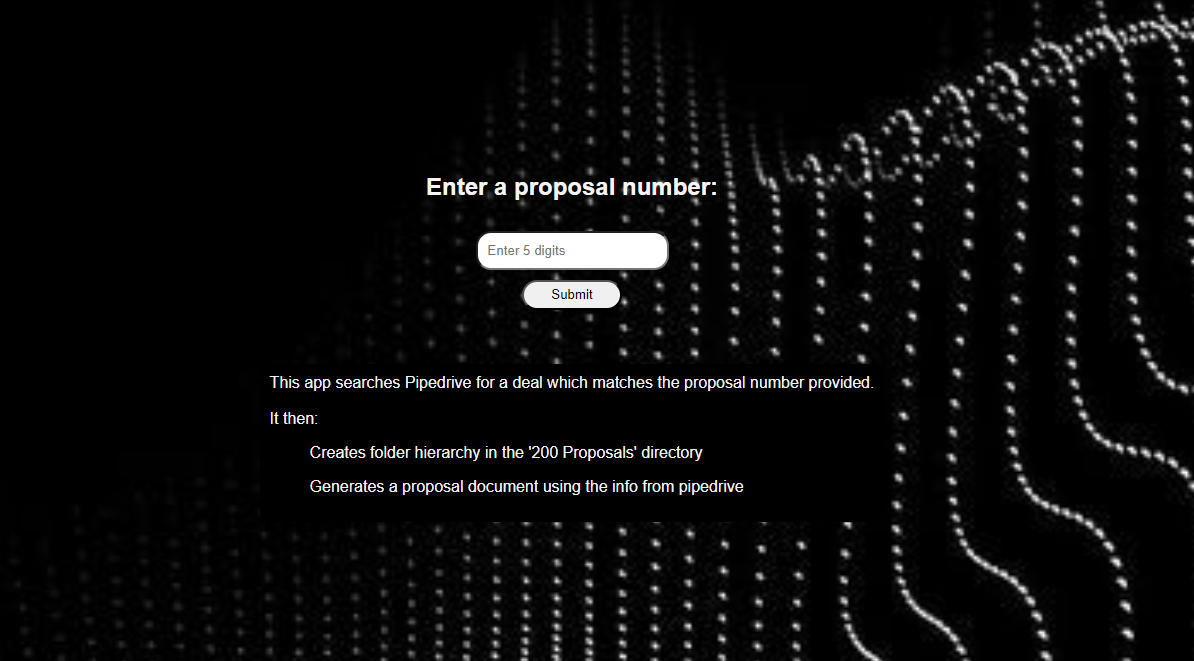 Enter a proposal number:
Enter 5 digits
Submit
This app searches Pipedrive for a deal which matches the proposal number provided.
It then:
Creates folder hierarchy in the '200 Proposals' directory
Generates a proposal document using the info from pipedrive